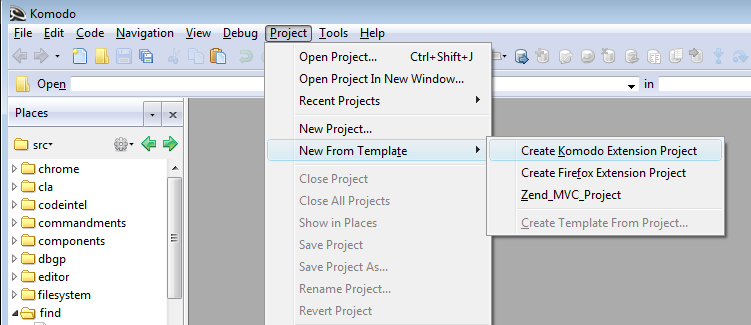 Komodo
File Edit Code Navigation View Debug Project Tools Help
Open in
Places
src
chrome
cla
codeintel
commandments
components
dbgp
editor
filesystem
find
Open Project... Ctrl+Shift+J
Open Project In New Window...
Recent Projects
New Project...
New From Template
Close Project
Close All Projects
Show in Places
Save Project
Save Project As...
Rename Project...
Revert Project
Create Komodo Extension Project
Create Firefox Extension Project
Zend_MVC_Project
Create Template From Project...